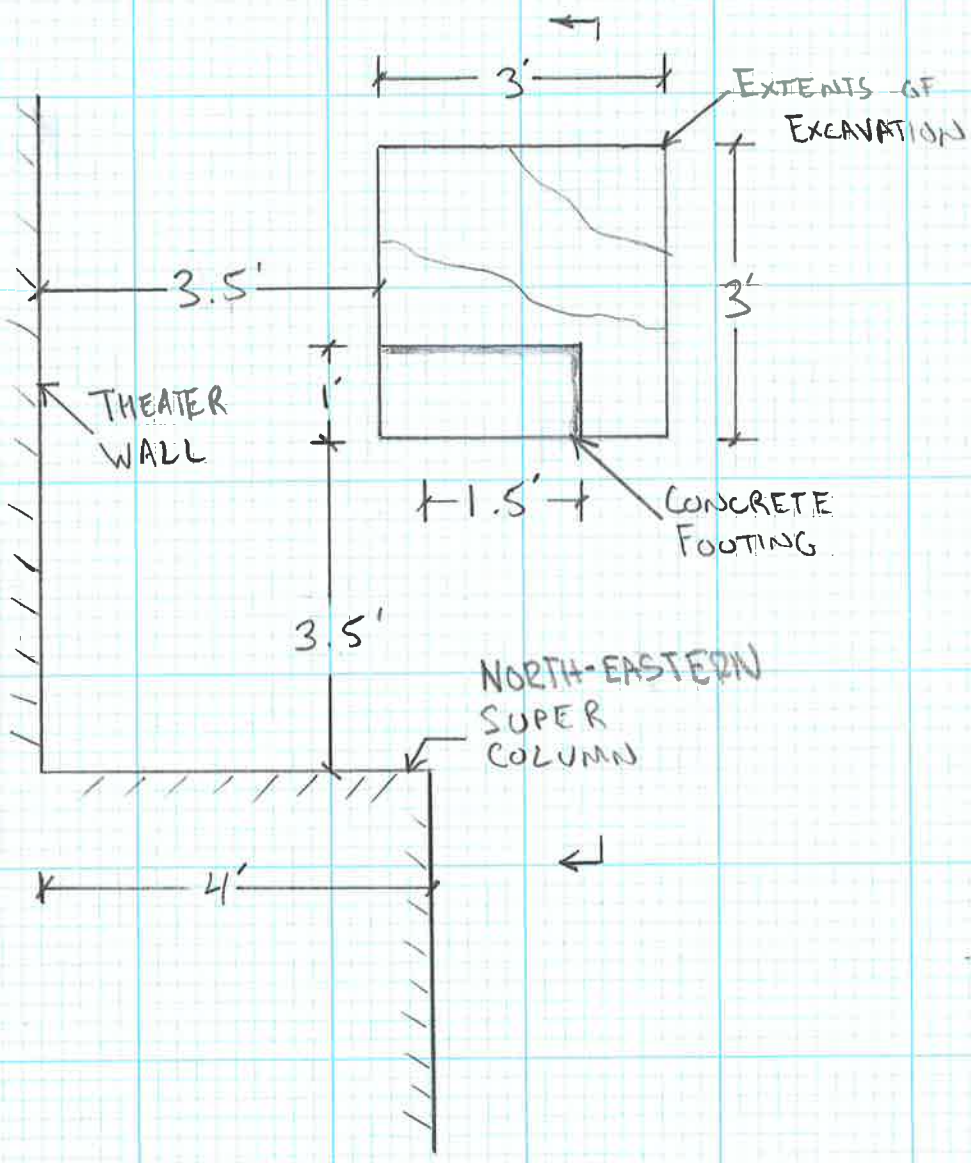 3'
EXTENTS OF
EXCAVATION
3.5'
3'
1'
THEATER
WALL
1.5'
CONCRETE
FOOTING
3.5'
NORTH-EASTERN
SUPER
COLUMN
4'